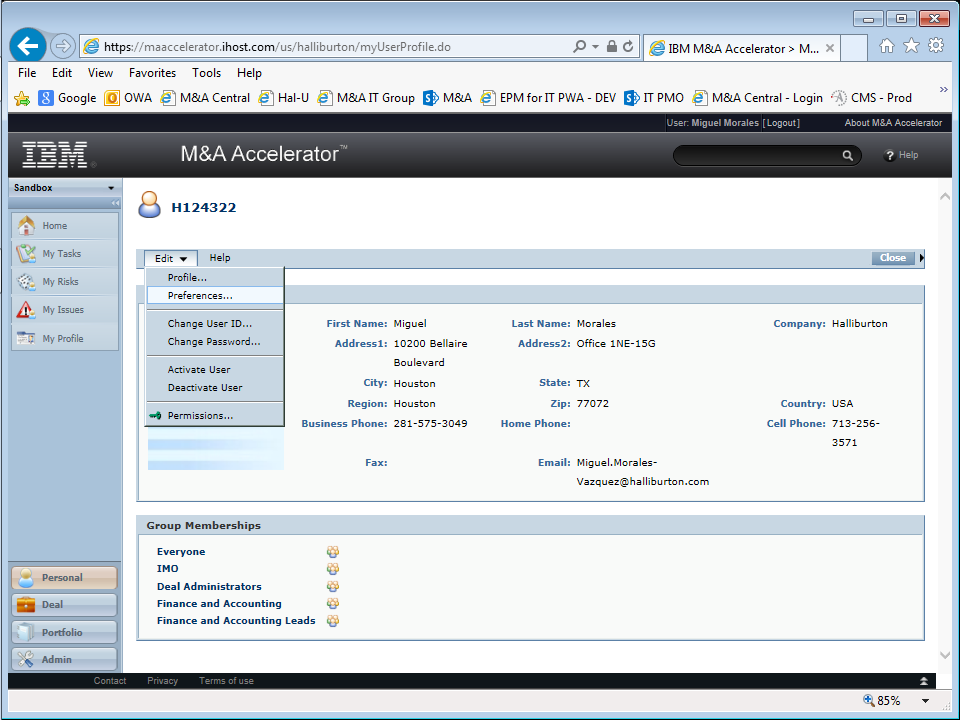 https://maaccelerator.ihost.com/us/halliburton/myUserProfile.do
IBM M&A Accelerator > M...
File Edit View Favorites Tools Help
Google OWA M&A Central Hal-U M&A IT Group M&A EPM for IT PWA - DEV IT PMO M&A Central - Login CMS - Prod
User: Miguel Morales [Logout] About M&A Accelerator
IBM M&A Accelerator™ Help
Sandbox
H124322
Home
My Tasks
My Risks
My Issues
My Profile
Edit Help Close
Profile...
Preferences...
Change User ID...
Change Password...
Activate User
Deactivate User
Permissions...
First Name: Miguel Last Name: Morales Company: Halliburton
Address1: 10200 Bellaire Address2: Office 1NE-15G
Boulevard
City: Houston State: TX
Region: Houston Zip: 77072 Country: USA
Business Phone: 281-575-3049 Home Phone: Cell Phone: 713-256-
3571
Fax: Email: Miguel.Morales-
Vazquez@halliburton.com
Group Memberships
Everyone
IMO
Deal Administrators
Finance and Accounting
Finance and Accounting Leads
Personal
Deal
Portfolio
Admin
Contact Privacy Terms of use
85%